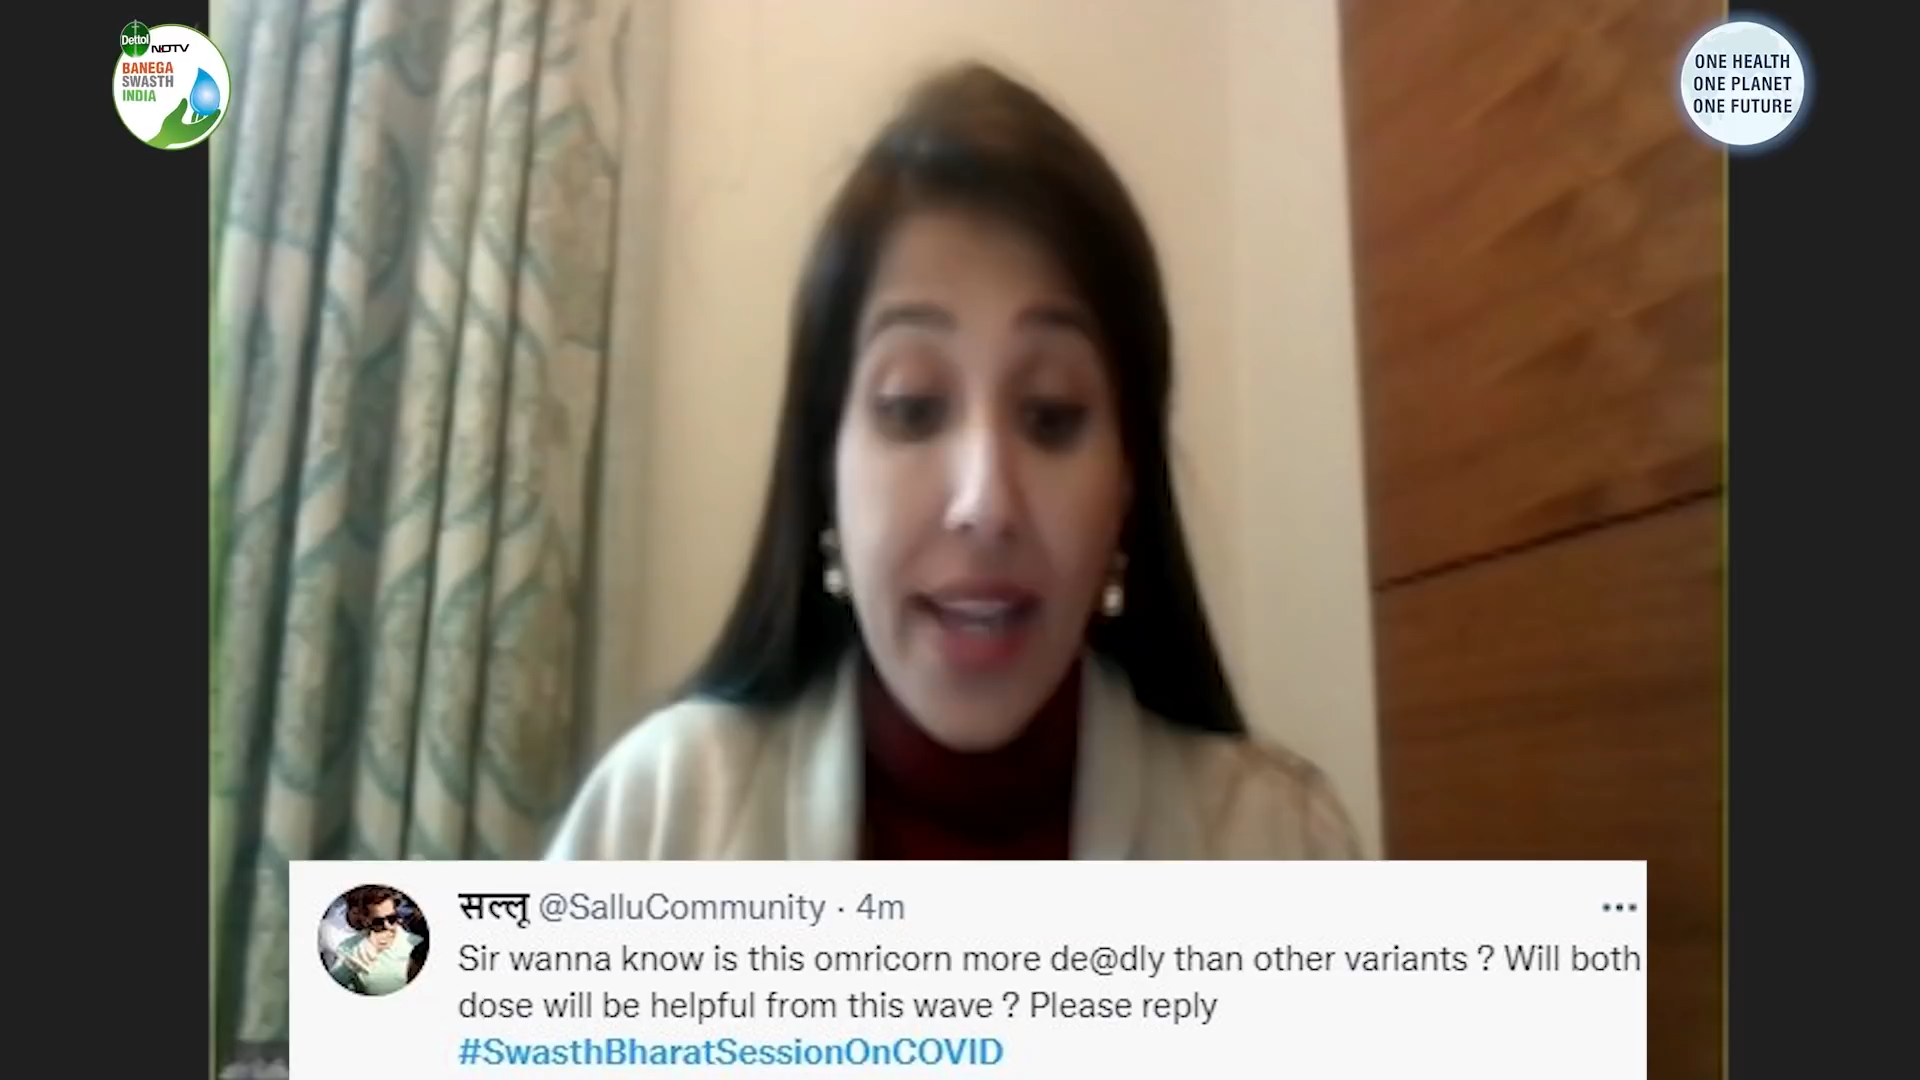 Dettol NDTV
BANEGA
SWASTH
INDIA
ONE HEALTH
ONE PLANET
ONE FUTURE
सल्लू @SalluCommunity · 4m
Sir wanna know is this omricorn more de@dly than other variants ? Will both
dose will be helpful from this wave ? Please reply
#SwasthBharatSessionOnCOVID